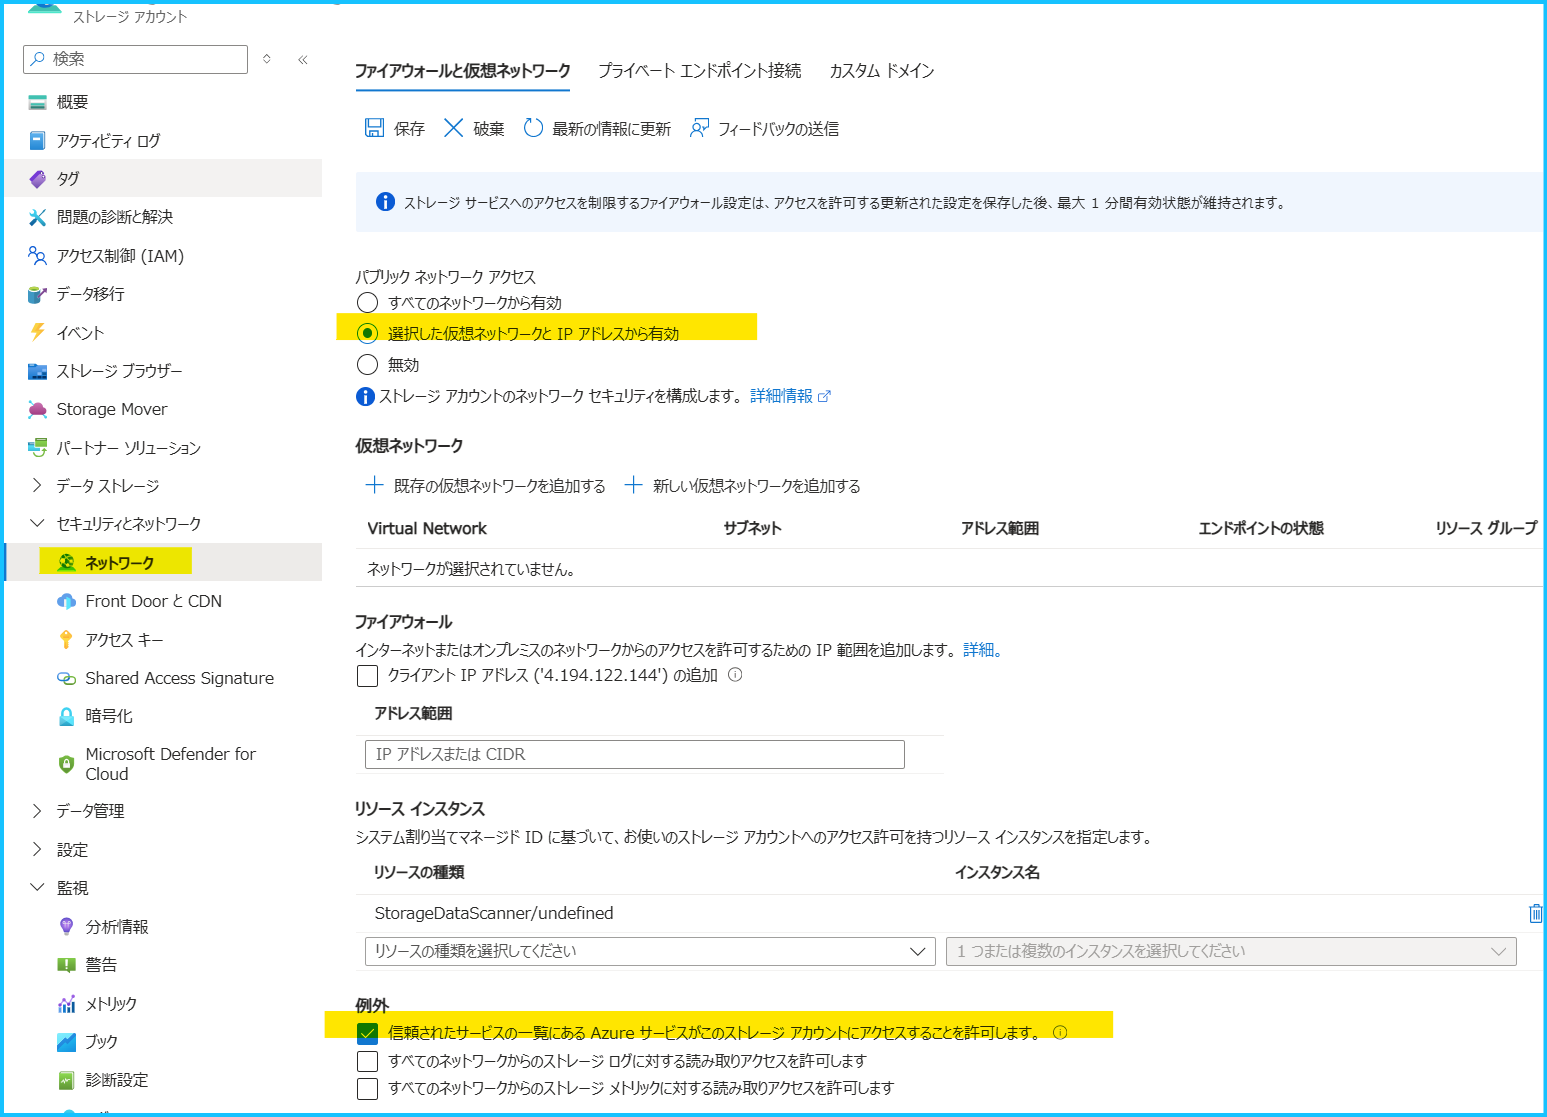 ストレージ アカウント
検索
概要
アクティビティ ログ
タグ
問題の診断と解決
アクセス制御 (IAM)
データ移行
イベント
ストレージ ブラウザー
Storage Mover
パートナー ソリューション
データ ストレージ
セキュリティとネットワーク
ネットワーク
Front Door と CDN
アクセス キー
Shared Access Signature
暗号化
Microsoft Defender for
Cloud
データ管理
設定
監視
分析情報
警告
メトリック
ブック
診断設定
ファイアウォールと仮想ネットワーク プライベート エンドポイント接続 カスタム ドメイン
保存 破棄 最新の情報に更新 フィードバックの送信
ストレージ サービスへのアクセスを制限するファイアウォール設定は、アクセスを許可する更新された設定を保存した後、最大 1 分間有効状態が維持されます。
パブリック ネットワーク アクセス
すべてのネットワークから有効
選択した仮想ネットワークと IP アドレスから有効
無効
ストレージ アカウントのネットワーク セキュリティを構成します。 詳細情報
仮想ネットワーク
既存の仮想ネットワークを追加する 新しい仮想ネットワークを追加する
Virtual Network サブネット アドレス範囲 エンドポイントの状態 リソース グループ
ネットワークが選択されていません。
ファイアウォール
インターネットまたはオンプレミスのネットワークからのアクセスを許可するための IP 範囲を追加します。 詳細。
クライアント IP アドレス ('4.194.122.144') の追加
アドレス範囲
IP アドレスまたは CIDR
リソース インスタンス
システム割り当てマネージド ID に基づいて、お使いのストレージ アカウントへのアクセス許可を持つリソース インスタンスを指定します。
リソースの種類 インスタンス名
StorageDataScanner/undefined
リソースの種類を選択してください 1 つまたは複数のインスタンスを選択してください
例外
信頼されたサービスの一覧にある Azure サービスがこのストレージ アカウントにアクセスすることを許可します。
すべてのネットワークからのストレージ ログに対する読み取りアクセスを許可します
すべてのネットワークからのストレージ メトリックに対する読み取りアクセスを許可します